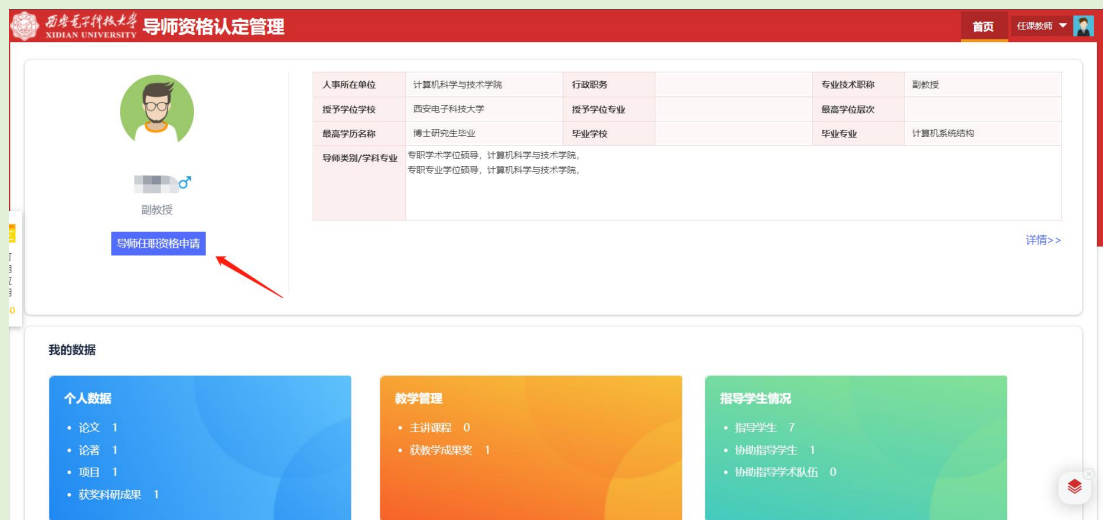 西安电子科技大学
XIDIAN UNIVERSITY
导师资格认定管理
首页
任课教师
人事所在单位 计算机科学与技术学院 行政职务 专业技术职称 副教授
授予学位学校 西安电子科技大学 授予学位专业 最高学位层次
最高学历名称 博士研究生毕业 毕业学校 毕业专业 计算机系统结构
导师类别/学科专业 专职学术学位硕导, 计算机科学与技术学院,
专职专业学位硕导, 计算机科学与技术学院,
副教授
导师任职资格申请
详情>>
我的数据
个人数据
• 论文 1
• 论著 1
• 项目 1
• 获奖科研成果 1
教学管理
• 主讲课程 0
• 获教学成果奖 1
指导学生情况
• 指导学生 7
• 协助指导学生 1
• 协助指导学术队伍 0